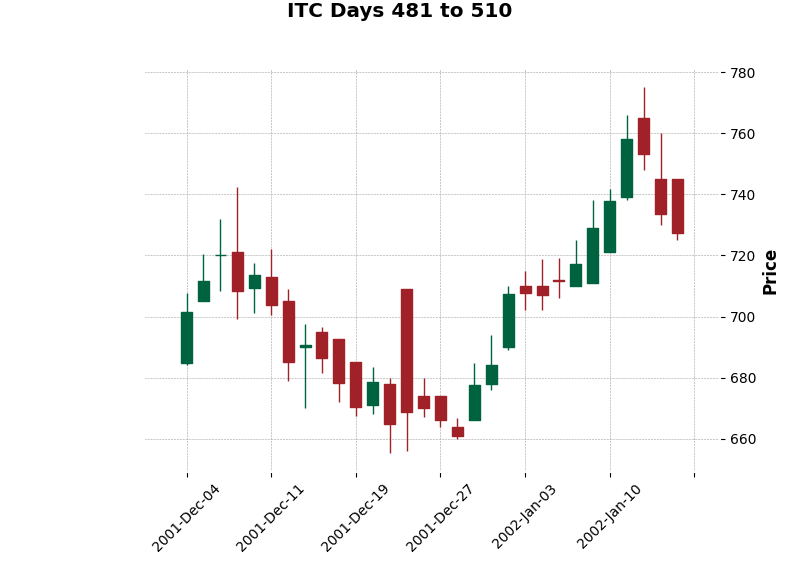 ITC Days 481 to 510
780
760
740
720
700
680
660
Price
2001-Dec-04
2001-Dec-11
2001-Dec-19
2001-Dec-27
2002-Jan-03
2002-Jan-10